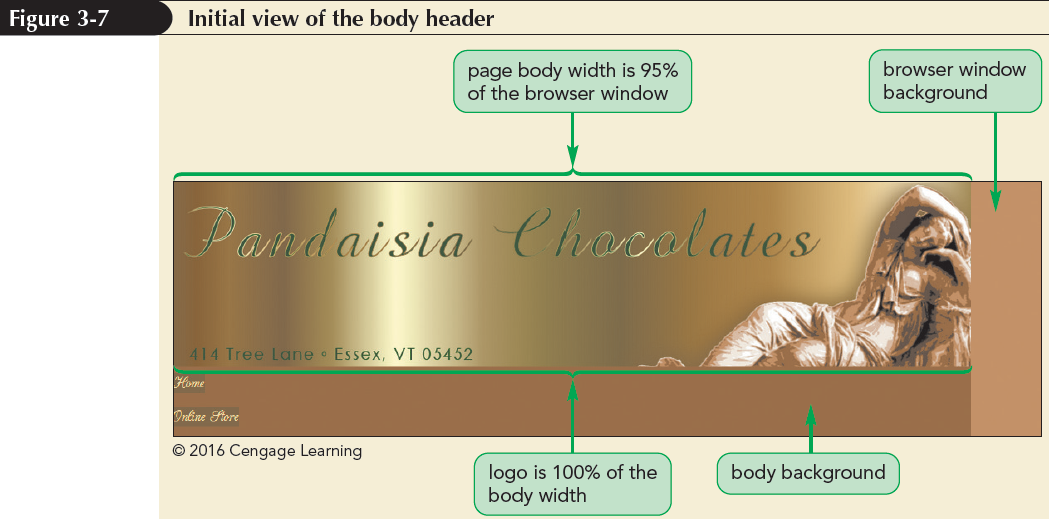 Figure 3-7 Initial view of the body header
page body width is 95%
of the browser window
browser window
background
Pandaisia Chocolates
414 Tree Lane • Essex, VT 05452
Home
Online Store
© 2016 Cengage Learning
logo is 100% of the
body width
body background